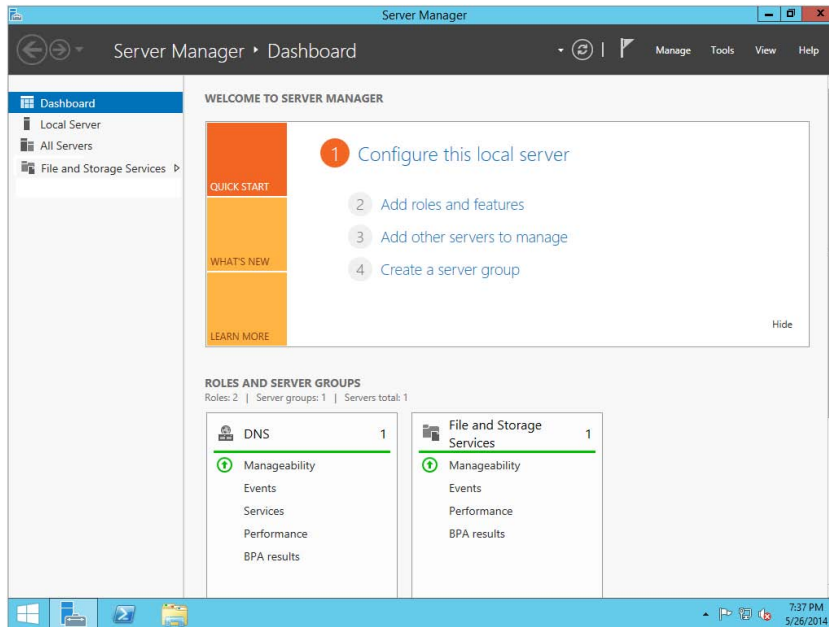 Server Manager
Server Manager ‣ Dashboard
Manage Tools View Help
Dashboard
Local Server
All Servers
File and Storage Services
WELCOME TO SERVER MANAGER
QUICK START
WHAT'S NEW
LEARN MORE
1 Configure this local server
2 Add roles and features
3 Add other servers to manage
4 Create a server group
Hide
ROLES AND SERVER GROUPS
Roles: 2 | Server groups: 1 | Servers total: 1
DNS 1
Manageability
Events
Services
Performance
BPA results
File and Storage
Services
1
Manageability
Events
Performance
BPA results
7:37 PM
5/26/2014